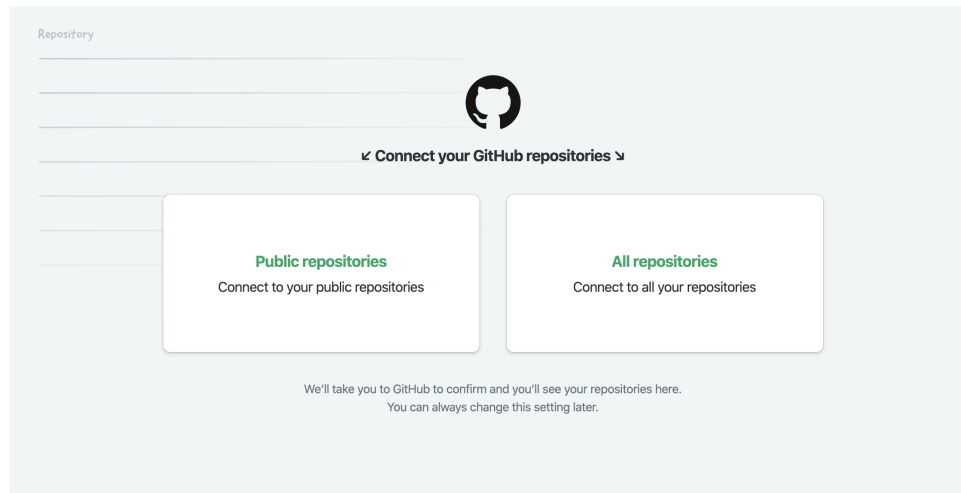 Repository
↙ Connect your GitHub repositories ↘
Public repositories
Connect to your public repositories
All repositories
Connect to all your repositories
We'll take you to GitHub to confirm and you'll see your repositories here.
You can always change this setting later.